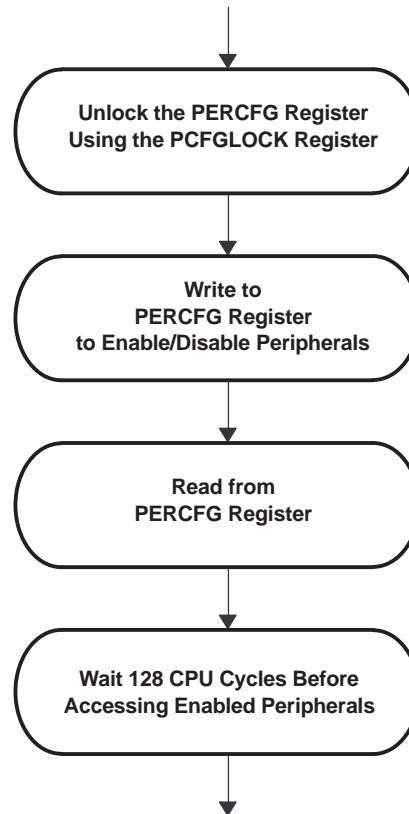 Unlock the PERCFG Register
Using the PCFGLOCK Register
Write to
PERCFG Register
to Enable/Disable Peripherals
Read from
PERCFG Register
Wait 128 CPU Cycles Before
Accessing Enabled Peripherals